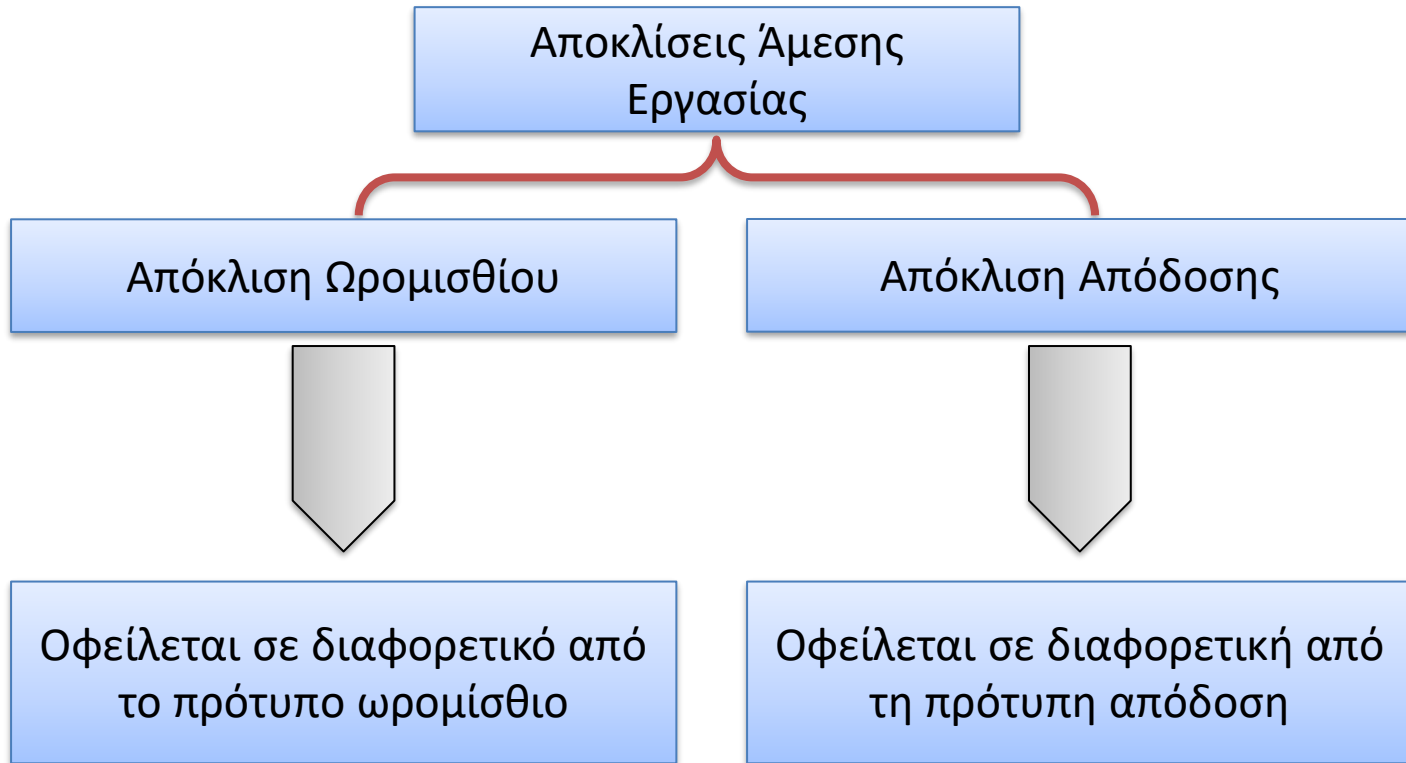 Αποκλίσεις Άμεσης
Εργασίας
Απόκλιση Ωρομισθίου
Απόκλιση Απόδοσης
Οφείλεται σε διαφορετικό από
το πρότυπο ωρομίσθιο
Οφείλεται σε διαφορετική από
τη πρότυπη απόδοση